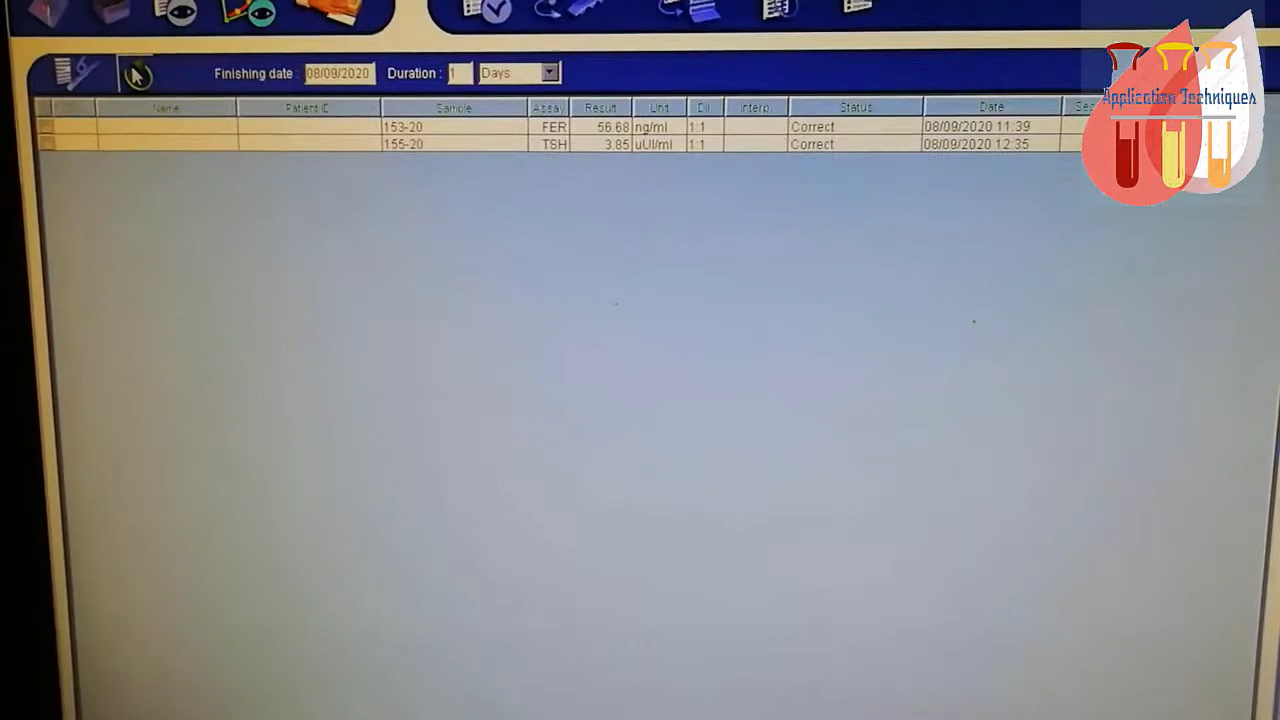 Finishing date : 08/09/2020 Duration : 1 Days
Name Patient ID Sample Assay Result Unit Dil. Interp. Status Date
153-20 FER 56.68 ng/ml 1:1 Correct 08/09/2020 11:39
155-20 TSH 3.85 uUI/ml 1:1 Correct 08/09/2020 12:35
Application Techniques